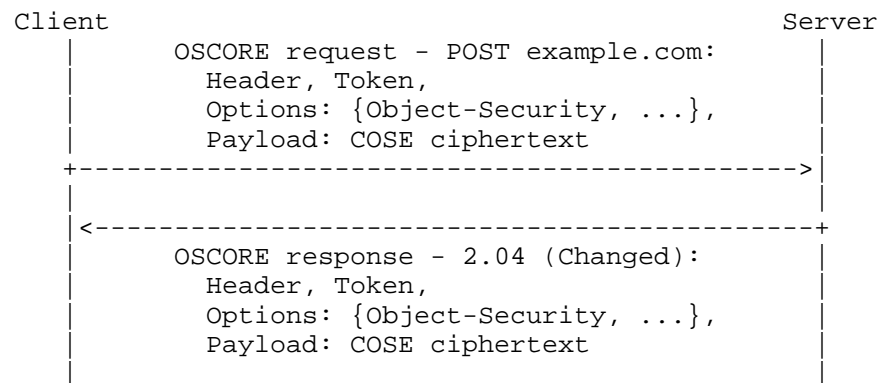 Client Server
OSCORE request - POST example.com:
Header, Token,
Options: {Object-Security, ...},
Payload: COSE ciphertext
+--------------------------------------------->|
|<---------------------------------------------+
OSCORE response - 2.04 (Changed):
Header, Token,
Options: {Object-Security, ...},
Payload: COSE ciphertext